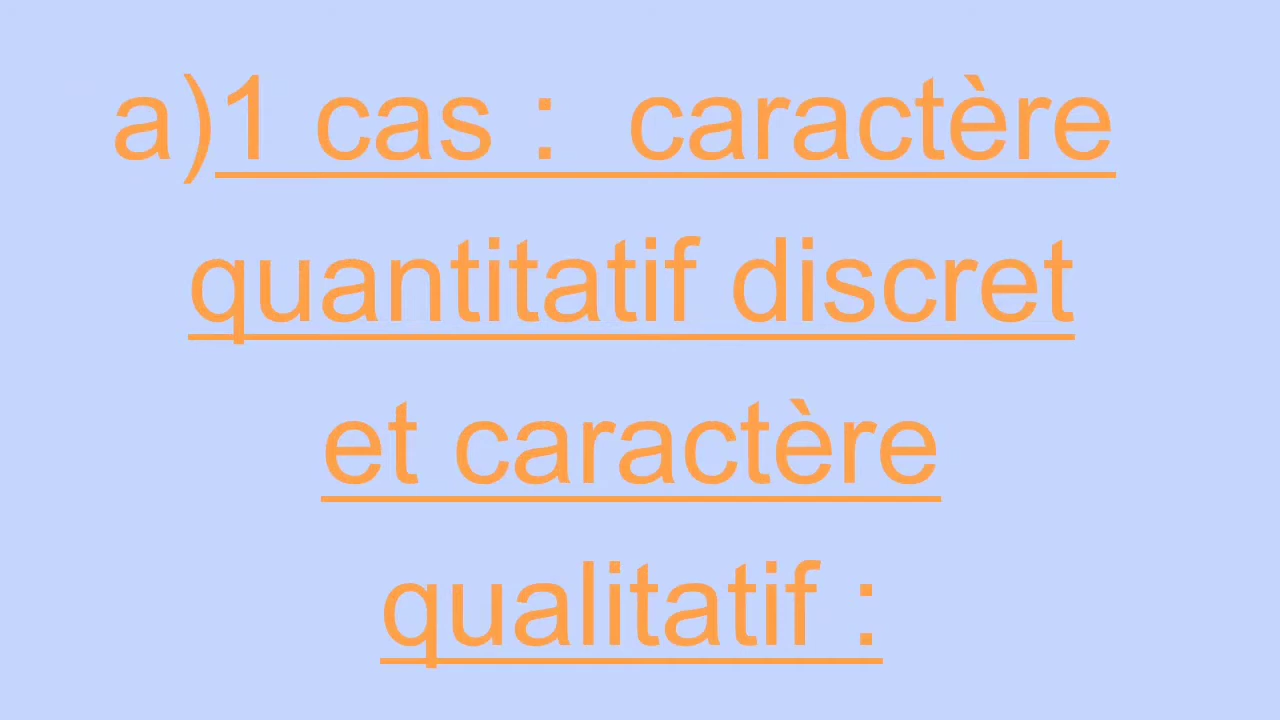 a)1 cas :  caractère
quantitatif discret
et caractère
qualitatif :